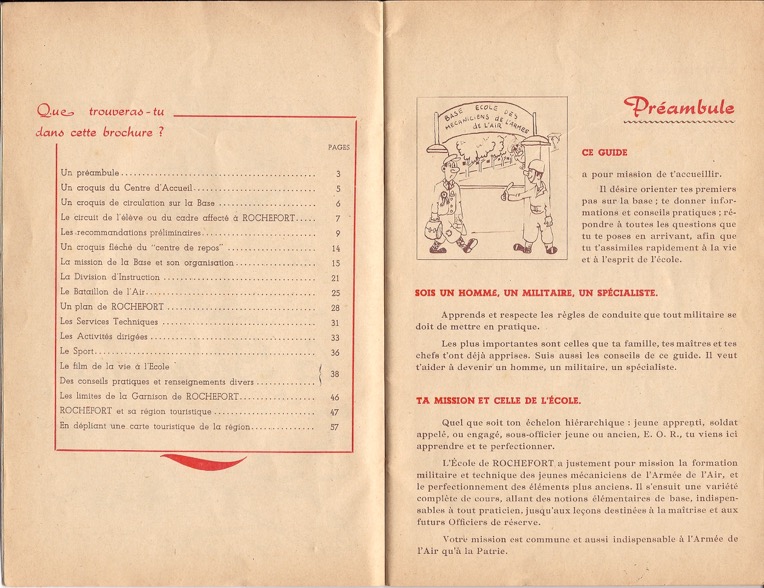 Que trouveras-tu
dans cette brochure ?
PAGES
Un préambule 3
Un croquis du Centre d'Accueil 5
Un croquis de circulation sur la Base 6
Le circuit de l'élève ou du cadre affecté à ROCHEFORT 7
Les recommandations préliminaires 9
Un croquis fléché du "centre de repos" 14
La mission de la Base et son organisation 15
La Division d'Instruction 21
Le Bataillon de l'Air 25
Un plan de ROCHEFORT 28
Les Services Techniques 31
Les Activités dirigées 33
Le Sport 36
Le film de la vie à l'Ecole
Des conseils pratiques et renseignements divers 38
Les limites de la Garnison de ROCHEFORT 46
ROCHEFORT et sa région touristique 47
En dépliant une carte touristique de la région 57
Préambule
BASE ECOLE DES
MECANICIENS DE L'ARMEE
de L'AIR
CE GUIDE
a pour mission de t'accueillir.
Il désire orienter tes premiers
pas sur la base ; te donner infor-
mations et conseils pratiques ; ré-
pondre à toutes les questions que
tu te poses en arrivant, afin que
tu t'assimiles rapidement à la vie
et à l'esprit de l'école.
SOIS UN HOMME, UN MILITAIRE, UN SPÉCIALISTE.
Apprends et respecte les règles de conduite que tout militaire se
doit de mettre en pratique.
Les plus importantes sont celles que ta famille, tes maîtres et tes
chefs t'ont déjà apprises. Suis aussi les conseils de ce guide. Il veut
t'aider à devenir un homme, un militaire, un spécialiste.
TA MISSION ET CELLE DE L'ÉCOLE.
Quel que soit ton échelon hiérarchique : jeune apprenti, soldat
appelé, ou engagé, sous-officier jeune ou ancien, E. O. R., tu viens ici
apprendre et te perfectionner.
L'École de ROCHEFORT a justement pour mission la formation
militaire et technique des jeunes mécaniciens de l'Armée de l'Air, et
le perfectionnement des éléments plus anciens. Il s'ensuit une variété
complète de cours, allant des notions élémentaires de base, indispen-
sables à tout praticien, jusqu'aux leçons destinées à la maîtrise et aux
futurs Officiers de réserve.
Votre mission est commune et aussi indispensable à l'Armée de
l'Air qu'à la Patrie.